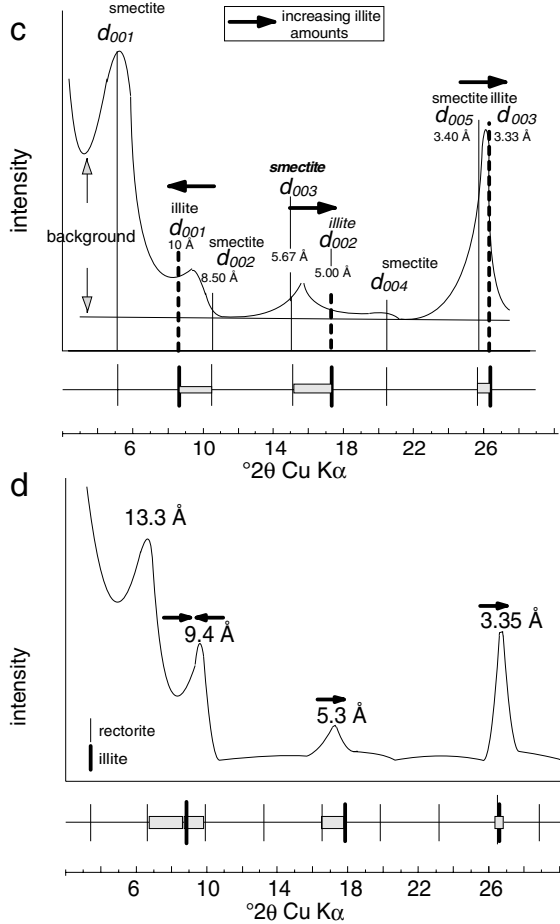 c
smectite
d001
increasing illite
amounts
smectite illite
d005 d003
3.40 Å 3.33 Å
smectite
d003
illite
d001
10 Å
illite
d002
5.00 Å
smectite
d002
8.50 Å
5.67 Å
smectite
d004
background
intensity
6 10 14 18 22 26
°2θ Cu Kα
d
13.3 Å
9.4 Å
5.3 Å
3.35 Å
intensity
rectorite
illite
6 10 14 18 22 26
°2θ Cu Kα